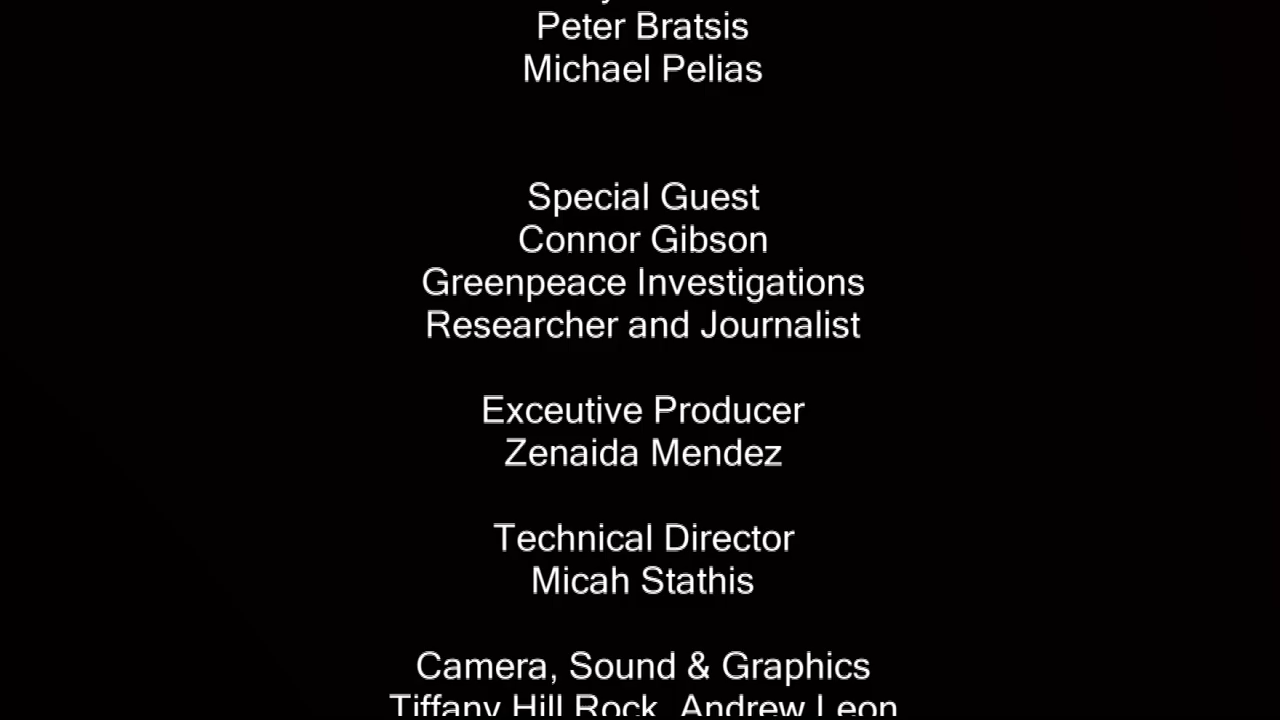 Peter Bratsis
Michael Pelias
Special Guest
Connor Gibson
Greenpeace Investigations
Researcher and Journalist
Exceutive Producer
Zenaida Mendez
Technical Director
Micah Stathis
Camera, Sound & Graphics
Tiffany Hill Rock, Andrew Leon